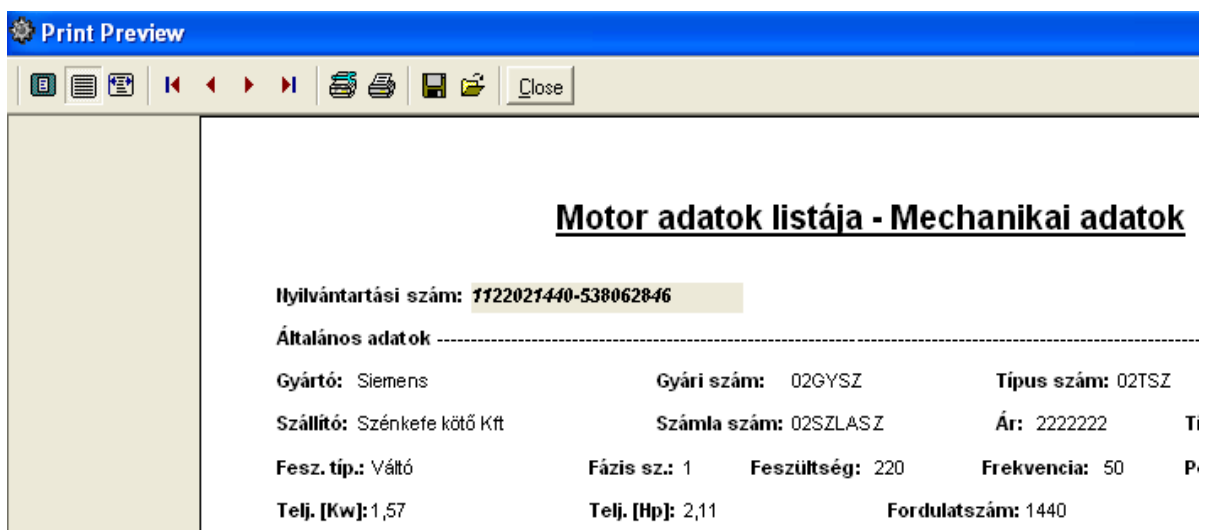 Print Preview
Close
Motor adatok listája - Mechanikai adatok
Nyilvántartási szám: 1122021440-538062846
Általános adatok ----------------------------------------------------------------
Gyártó: Siemens Gyári szám: 02GYSZ Típus szám: 02TSZ
Szállító: Szénkefe kötő Kft Számla szám: 02SZLASZ Ár: 2222222
Fesz. típ.: Váltó Fázis sz.: 1 Feszültség: 220 Frekvencia: 50
Telj. [Kw]: 1,57 Telj. [Hp]: 2,11 Fordulatszám: 1440